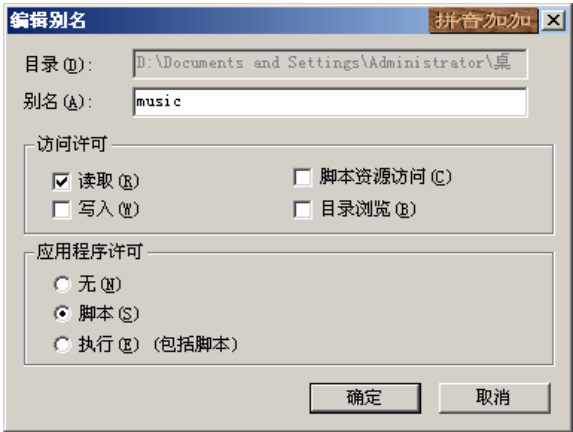 编辑别名 拼音加加
目录(D): D:\Documents and Settings\Administrator\桌
别名(A): music
访问许可
读取(R) 脚本资源访问(C)
写入(W) 目录浏览(B)
应用程序许可
无(N)
脚本(S)
执行(E) (包括脚本)
确定 取消